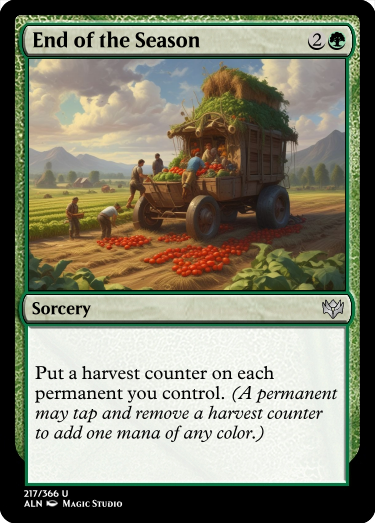 End of the Season 2
Sorcery
Put a harvest counter on each
permanent you control. (A permanent
may tap and remove a harvest counter
to add one mana of any color.)
217/366 U
ALN Magic Studio